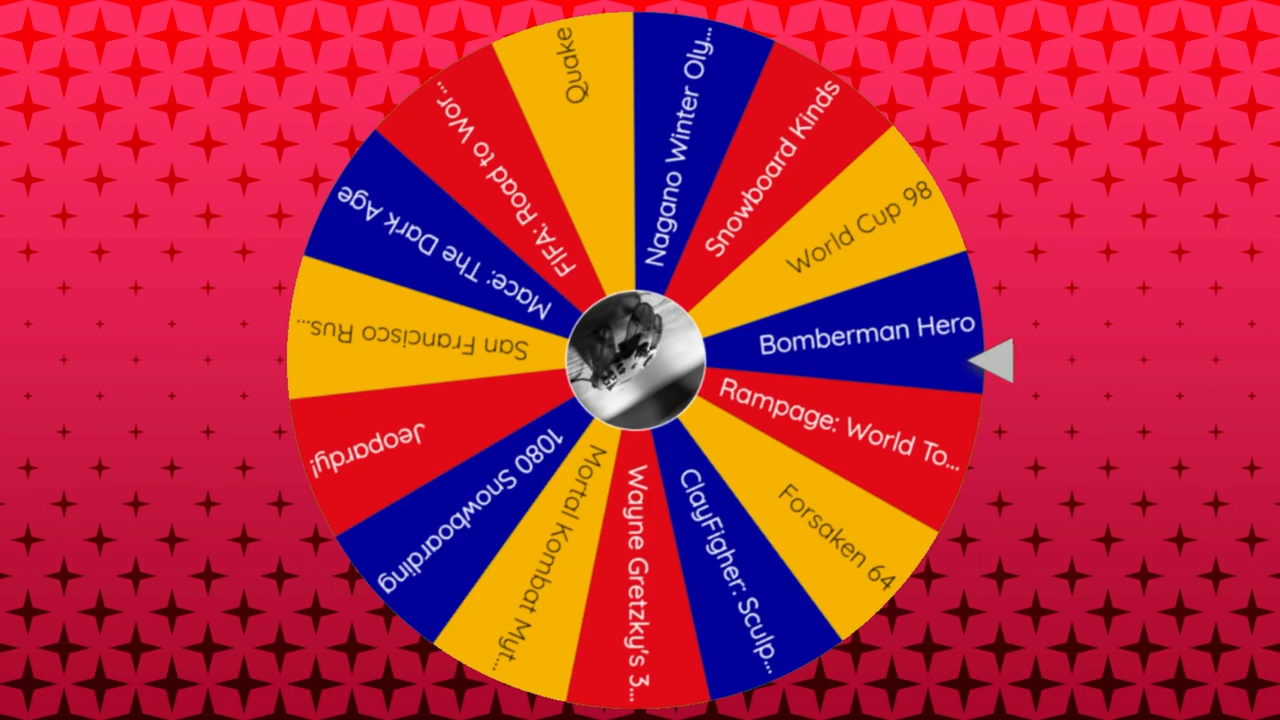 Quake
Nagano Winter Oly...
Snowboard Kinds
World Cup 98
Bomberman Hero
Rampage: World To...
Forsaken 64
ClayFigher: Sculp...
Wayne Gretzky's 3...
Mortal Kombat Myt...
1080 Snowboarding
Jeopardy!
San Francisco Rus...
Mace: The Dark Age
FIFA: Road to Wor...